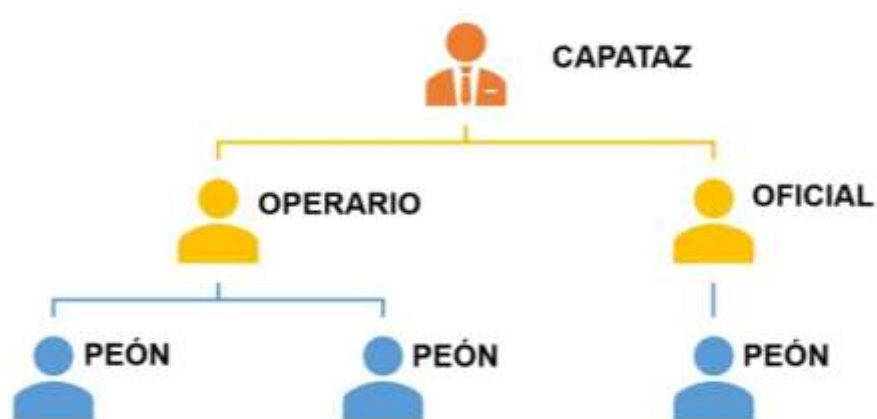 CAPATAZ
OPERARIO
OFICIAL
PEÓN
PEÓN
PEÓN